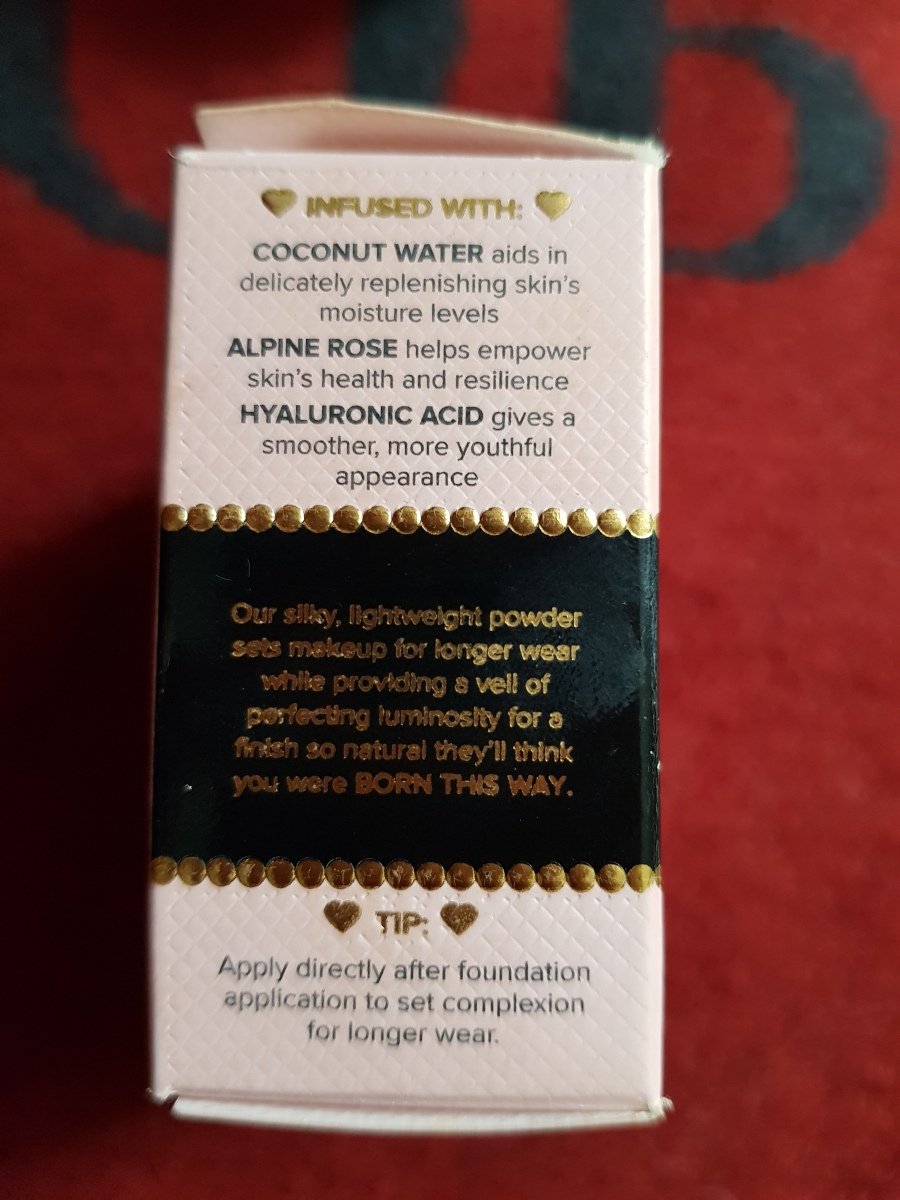 INFUSED WITH:
COCONUT WATER aids in
delicately replenishing skin's
moisture levels
ALPINE ROSE helps empower
skin's health and resilience
HYALURONIC ACID gives a
smoother, more youthful
appearance
Our silky, lightweight powder
sets makeup for longer wear
while providing a veil of
perfecting luminosity for a
finish so natural they'll think
you were BORN THIS WAY.
TIP:
Apply directly after foundation
application to set complexion
for longer wear.